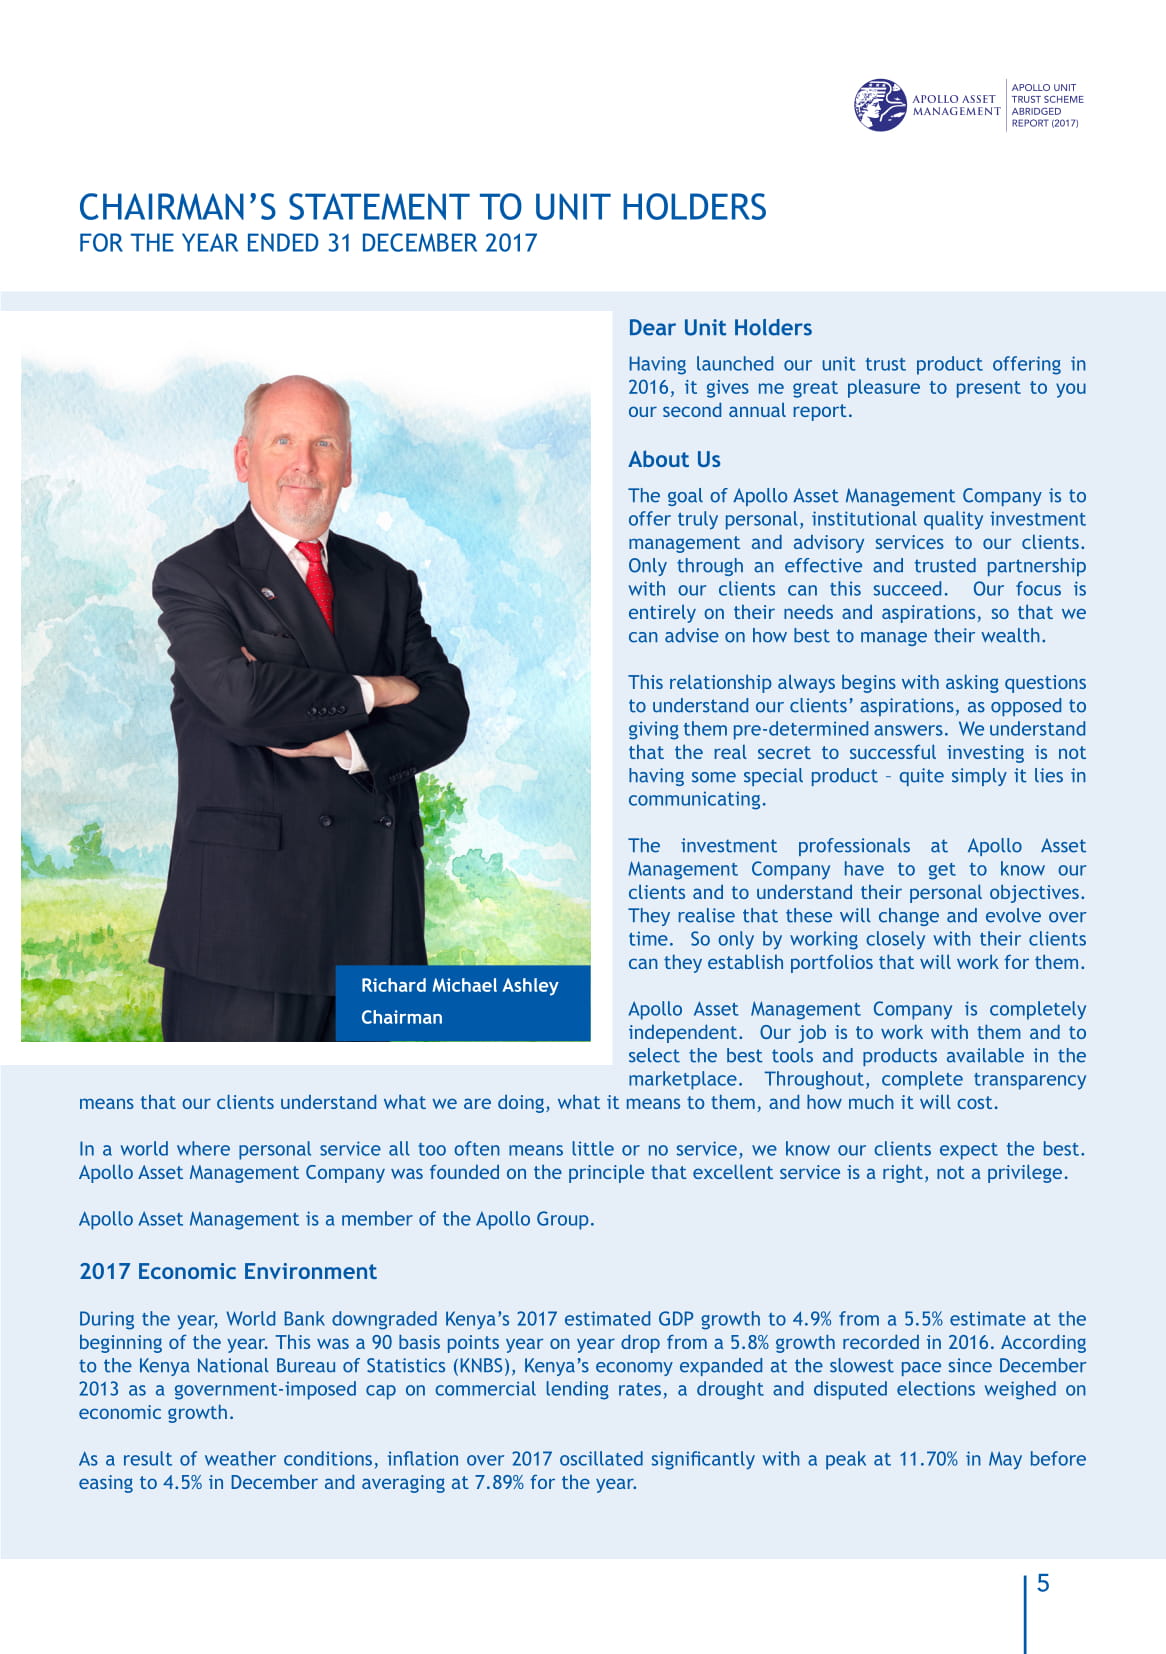 APOLLO ASSET
MANAGEMENT
APOLLO UNIT
TRUST SCHEME
ABRIDGED
REPORT (2017)
CHAIRMAN’S STATEMENT TO UNIT HOLDERS
FOR THE YEAR ENDED 31 DECEMBER 2017
Richard Michael Ashley
Chairman
Dear Unit Holders
Having launched our unit trust product offering in
2016, it gives me great pleasure to present to you
our second annual report.
About Us
The goal of Apollo Asset Management Company is to
offer truly personal, institutional quality investment
management and advisory services to our clients.
Only through an effective and trusted partnership
with our clients can this succeed. Our focus is
entirely on their needs and aspirations, so that we
can advise on how best to manage their wealth.
This relationship always begins with asking questions
to understand our clients’ aspirations, as opposed to
giving them pre-determined answers. We understand
that the real secret to successful investing is not
having some special product – quite simply it lies in
communicating.
The investment professionals at Apollo Asset
Management Company have to get to know our
clients and to understand their personal objectives.
They realise that these will change and evolve over
time. So only by working closely with their clients
can they establish portfolios that will work for them.
Apollo Asset Management Company is completely
independent. Our job is to work with them and to
select the best tools and products available in the
marketplace. Throughout, complete transparency
means that our clients understand what we are doing, what it means to them, and how much it will cost.
In a world where personal service all too often means little or no service, we know our clients expect the best.
Apollo Asset Management Company was founded on the principle that excellent service is a right, not a privilege.
Apollo Asset Management is a member of the Apollo Group.
2017 Economic Environment
During the year, World Bank downgraded Kenya’s 2017 estimated GDP growth to 4.9% from a 5.5% estimate at the
beginning of the year. This was a 90 basis points year on year drop from a 5.8% growth recorded in 2016. According
to the Kenya National Bureau of Statistics (KNBS), Kenya’s economy expanded at the slowest pace since December
2013 as a government-imposed cap on commercial lending rates, a drought and disputed elections weighed on
economic growth.
As a result of weather conditions, inflation over 2017 oscillated significantly with a peak at 11.70% in May before
easing to 4.5% in December and averaging at 7.89% for the year.
5